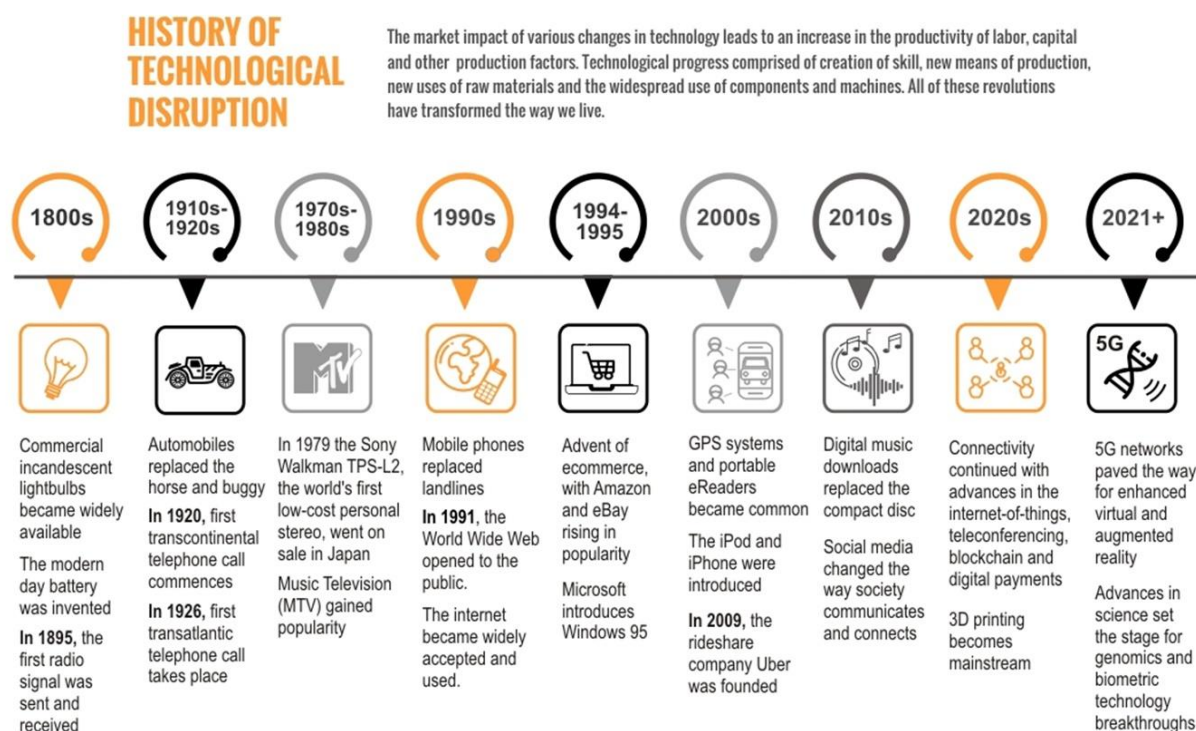 HISTORY OF
TECHNOLOGICAL
DISRUPTION
The market impact of various changes in technology leads to an increase in the productivity of labor, capital
and other production factors. Technological progress comprised of creation of skill, new means of production,
new uses of raw materials and the widespread use of components and machines. All of these revolutions
have transformed the way we live.
1800s
Commercial
incandescent
lightbulbs
became widely
available
The modern
day battery
was invented
In 1895, the
first radio
signal was
sent and
received
1910s-
1920s
Automobiles
replaced the
horse and buggy
In 1920, first
transcontinental
telephone call
commences
In 1926, first
transatlantic
telephone call
takes place
1970s-
1980s
MTV
In 1979 the Sony
Walkman TPS-L2,
the world's first
low-cost personal
stereo, went on
sale in Japan
Music Television
(MTV) gained
popularity
1990s
Mobile phones
replaced
landlines
In 1991, the
World Wide Web
opened to the
public.
The internet
became widely
accepted and
used.
1994-
1995
Advent of
ecommerce,
with Amazon
and eBay
rising in
popularity
Microsoft
introduces
Windows 95
2000s
GPS systems
and portable
eReaders
became common
The iPod and
iPhone were
introduced
In 2009, the
rideshare
company Uber
was founded
2010s
Digital music
downloads
replaced the
compact disc
Social media
changed the
way society
communicates
and connects
2020s
Connectivity
continued with
advances in the
internet-of-things,
teleconferencing,
blockchain and
digital payments
3D printing
becomes
mainstream
2021+
5G
5G networks
paved the way
for enhanced
virtual and
augmented
reality
Advances in
science set
the stage for
genomics and
biometric
technology
breakthroughs